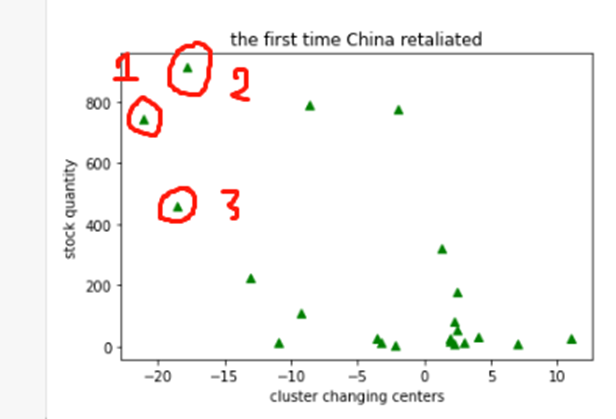 the first time China retaliated
1
2
3
stock quantity
800
600
400
200
0
−20 −15 −10 −5 0 5 10
cluster changing centers